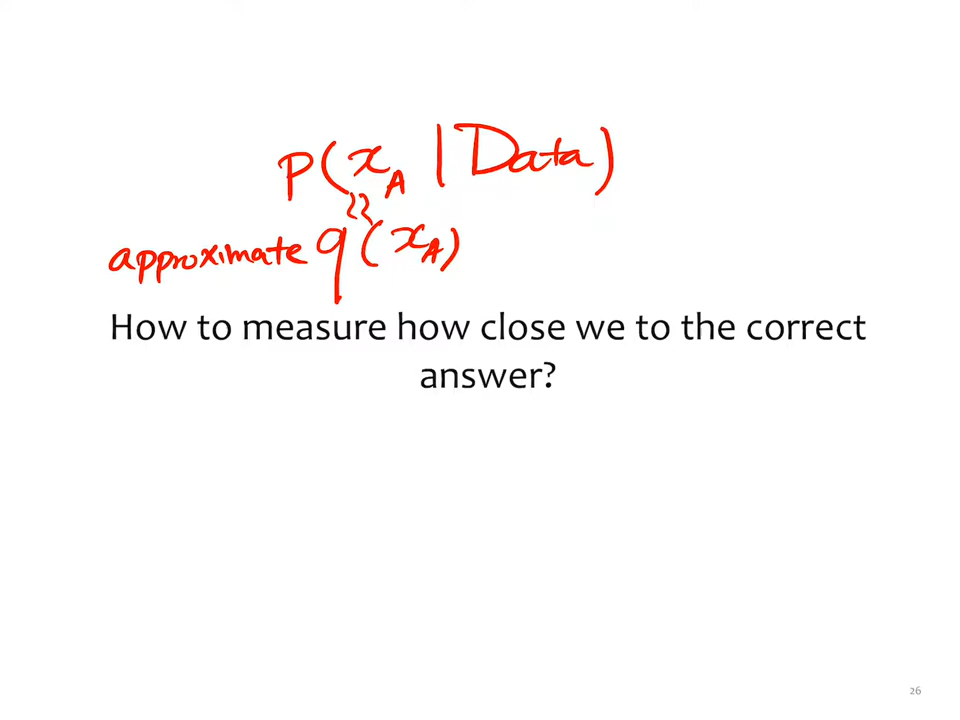 P(x_A | Data)
≈
approximate q(x_A)
How to measure how close we to the correct
answer?
26